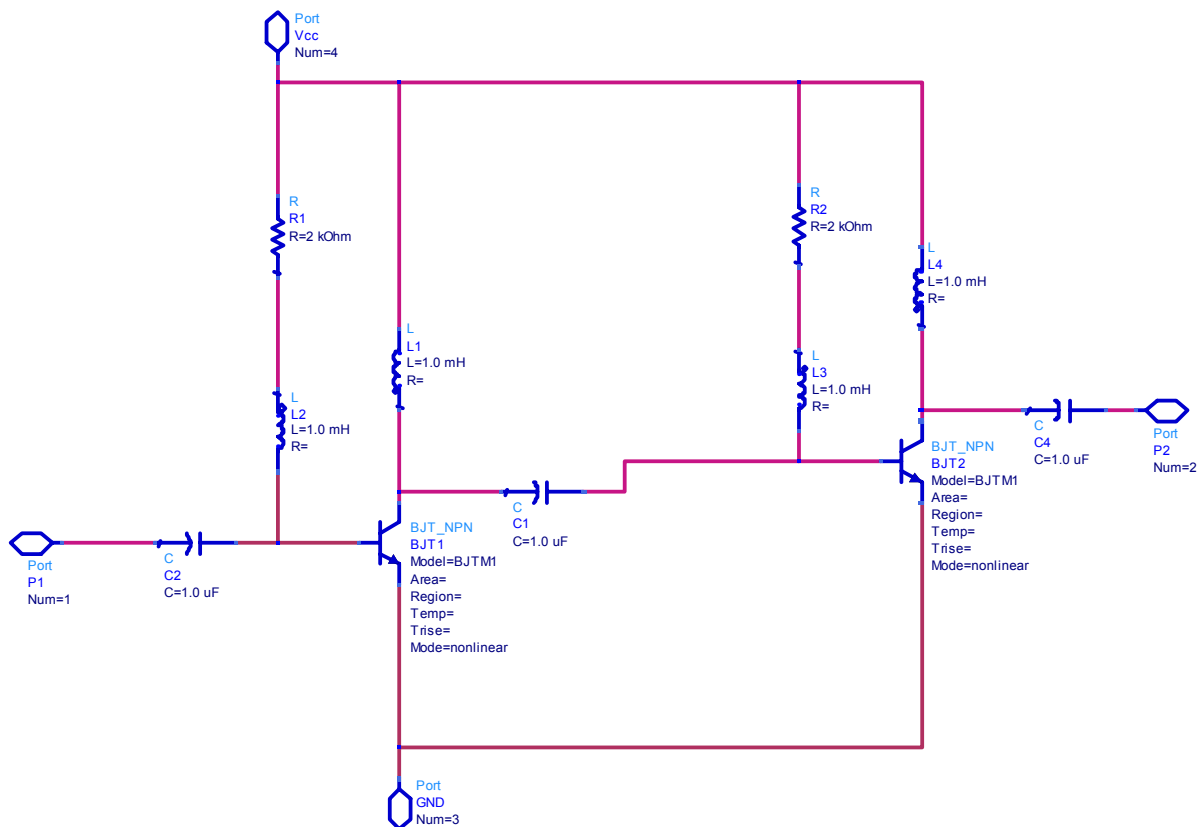 Port
Vcc
Num=4
R
R1
R=2 kOhm
R
R2
R=2 kOhm
L
L4
L=1.0 mH
R=
L
L1
L=1.0 mH
R=
L
L3
L=1.0 mH
R=
L
L2
L=1.0 mH
R=
C
C4
C=1.0 uF
Port
P2
Num=2
BJT_NPN
BJT2
Model=BJTM1
Area=
Region=
Temp=
Trise=
Mode=nonlinear
C
C1
C=1.0 uF
BJT_NPN
BJT1
Model=BJTM1
Area=
Region=
Temp=
Trise=
Mode=nonlinear
Port
P1
Num=1
C
C2
C=1.0 uF
Port
GND
Num=3